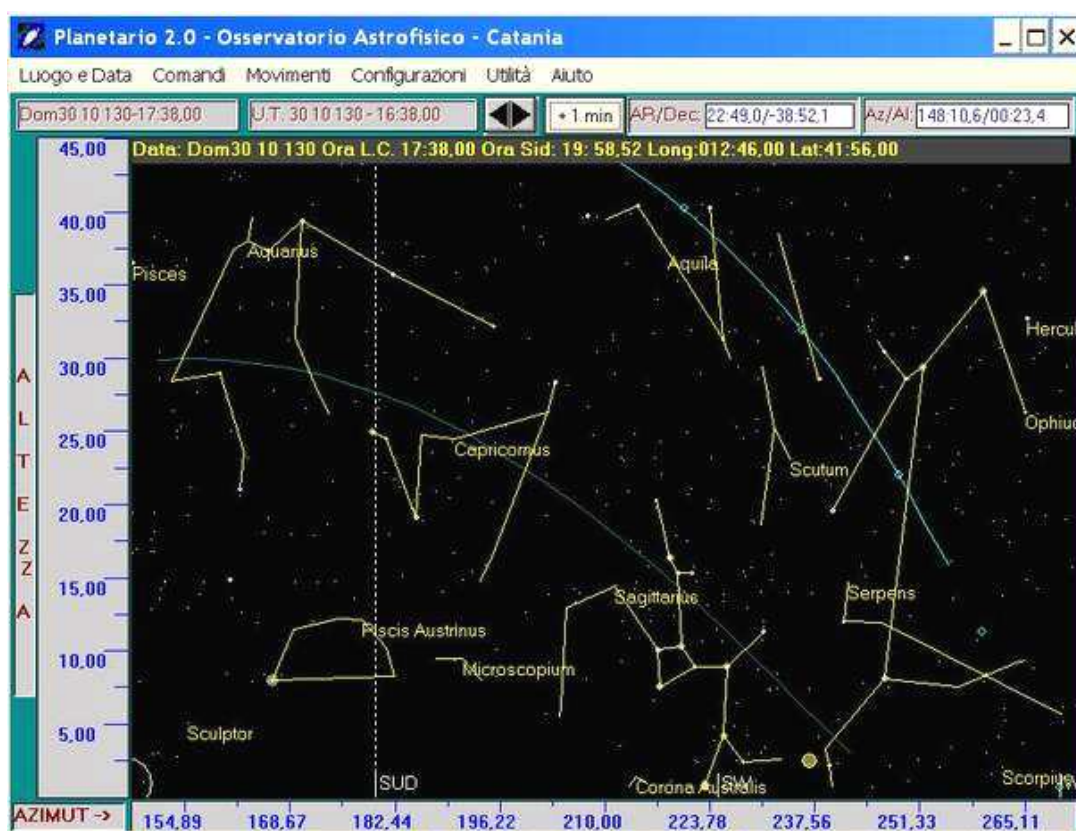 Planetario 2.0 - Osservatorio Astrofisico - Catania
Luogo e Data Comandi Movimenti Configurazioni Utilità Aiuto
Dom30 10 130-17:38,00 U.T. 30 10 130 - 16:38,00 + 1 min AR/Dec: 22:49,0/-38:52,1 Az/Al: 148:10,6/00:23,4
Data: Dom30 10 130 Ora L.C. 17:38,00 Ora Sid: 19: 58,52 Long:012:46,00 Lat:41:56,00
45,00
40,00
Aquarius
Aquila
Pisces
35,00
Hercul
30,00
Ophiuc
25,00
Capricornus
Scutum
20,00
15,00
Sagittarius
Serpens
Piscis Austrinus
10,00
Microscopium
5,00
Sculptor
SUD
Corona Australis
SW
Scorpius
ALTEZZA
AZIMUT ->
154,89 168,67 182,44 196,22 210,00 223,78 237,56 251,33 265,11